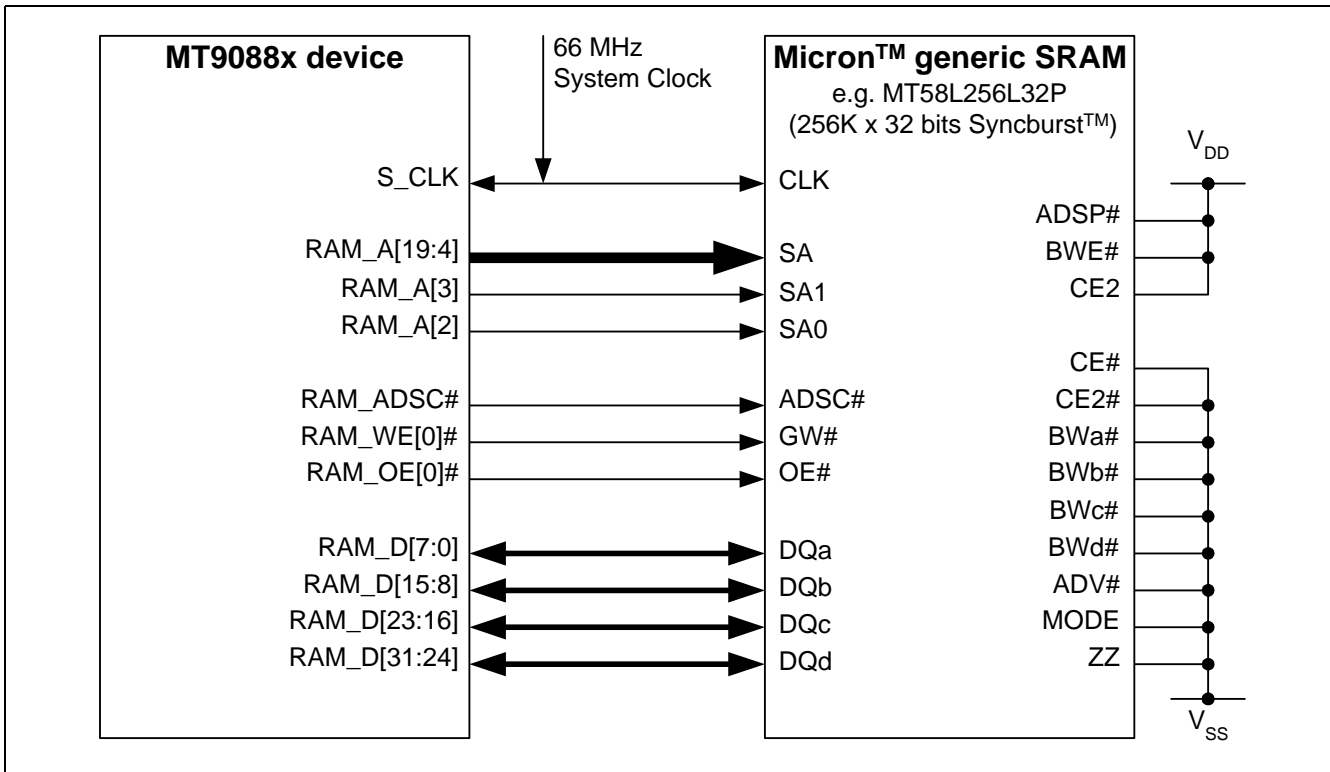 MT9088x device
66 MHz
System Clock
Micron™ generic SRAM
e.g. MT58L256L32P
(256K x 32 bits Syncburst™)
S_CLK
RAM_A[19:4]
RAM_A[3]
RAM_A[2]
RAM_ADSC#
RAM_WE[0]#
RAM_OE[0]#
RAM_D[7:0]
RAM_D[15:8]
RAM_D[23:16]
RAM_D[31:24]
CLK
SA
SA1
SA0
ADSC#
GW#
OE#
DQa
DQb
DQc
DQd
VDD
ADSP#
BWE#
CE2
CE#
CE2#
BWa#
BWb#
BWc#
BWd#
ADV#
MODE
ZZ
VSS